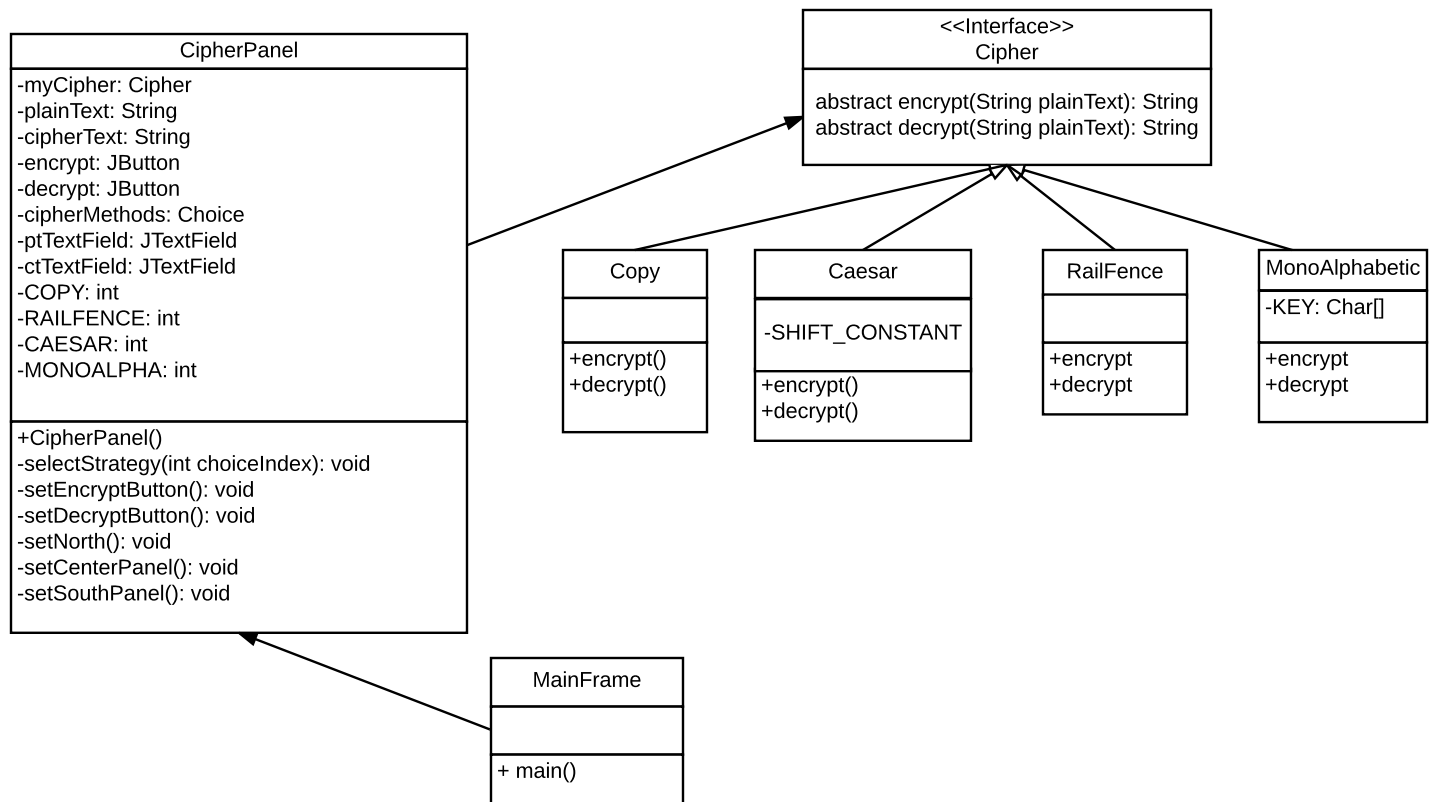 CipherPanel
-myCipher: Cipher
-plainText: String
-cipherText: String
-encrypt: JButton
-decrypt: JButton
-cipherMethods: Choice
-ptTextField: JTextField
-ctTextField: JTextField
-COPY: int
-RAILFENCE: int
-CAESAR: int
-MONOALPHA: int
+CipherPanel()
-selectStrategy(int choiceIndex): void
-setEncryptButton(): void
-setDecryptButton(): void
-setNorth(): void
-setCenterPanel(): void
-setSouthPanel(): void
<<Interface>>
Cipher
abstract encrypt(String plainText): String
abstract decrypt(String plainText): String
Copy
+encrypt()
+decrypt()
Caesar
-SHIFT_CONSTANT
+encrypt()
+decrypt()
RailFence
+encrypt
+decrypt
MonoAlphabetic
-KEY: Char[]
+encrypt
+decrypt
MainFrame
+ main()